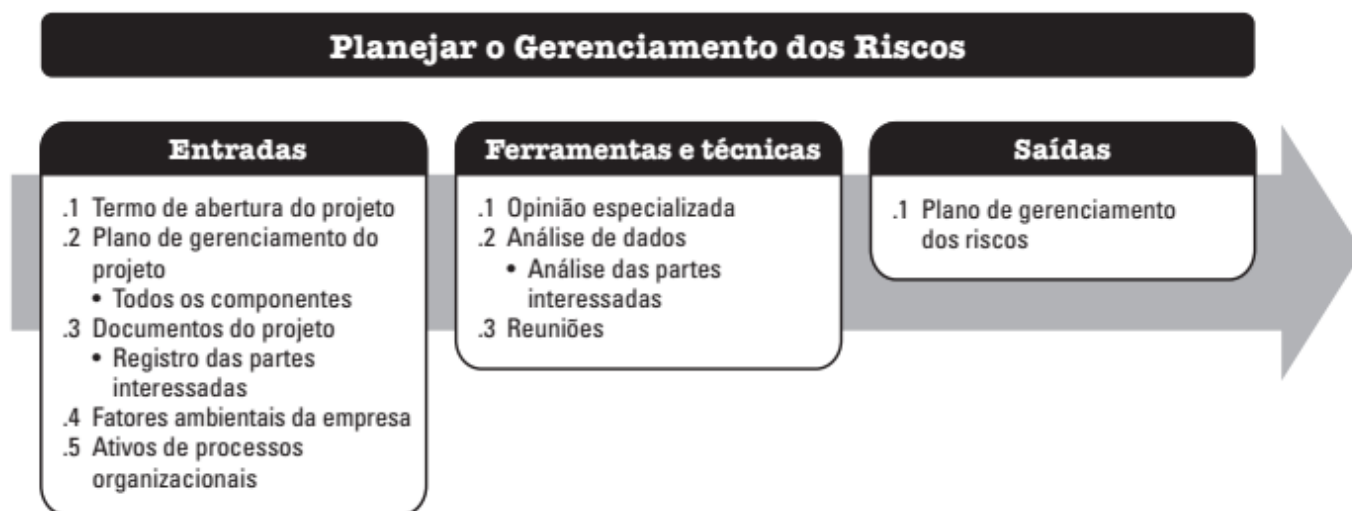 Planejar o Gerenciamento dos Riscos
Entradas
.1 Termo de abertura do projeto
.2 Plano de gerenciamento do
projeto
• Todos os componentes
.3 Documentos do projeto
• Registro das partes
interessadas
.4 Fatores ambientais da empresa
.5 Ativos de processos
organizacionais
Ferramentas e técnicas
.1 Opinião especializada
.2 Análise de dados
• Análise das partes
interessadas
.3 Reuniões
Saídas
.1 Plano de gerenciamento
dos riscos